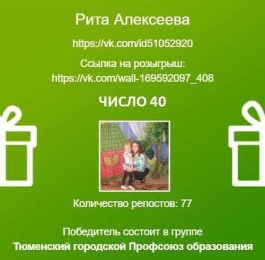 Рита Алексеева
https://vk.com/id51052920
Ссылка на розыгрыш:
https://vk.com/wall-169592097_408
ЧИСЛО 40
Количество репостов: 77
Победитель состоит в группе
Тюменский городской Профсоюз образования